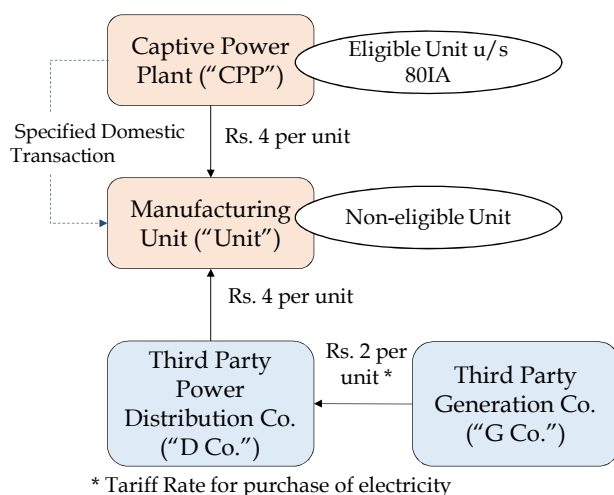 Captive Power
Plant (“CPP”)
Eligible Unit u/s
80IA
Specified Domestic
Transaction
Rs. 4 per unit
Manufacturing
Unit (“Unit”)
Non-eligible Unit
Rs. 4 per unit
Rs. 2 per
unit *
Third Party
Power
Distribution Co.
(“D Co.”)
Third Party
Generation Co.
(“G Co.”)
* Tariff Rate for purchase of electricity